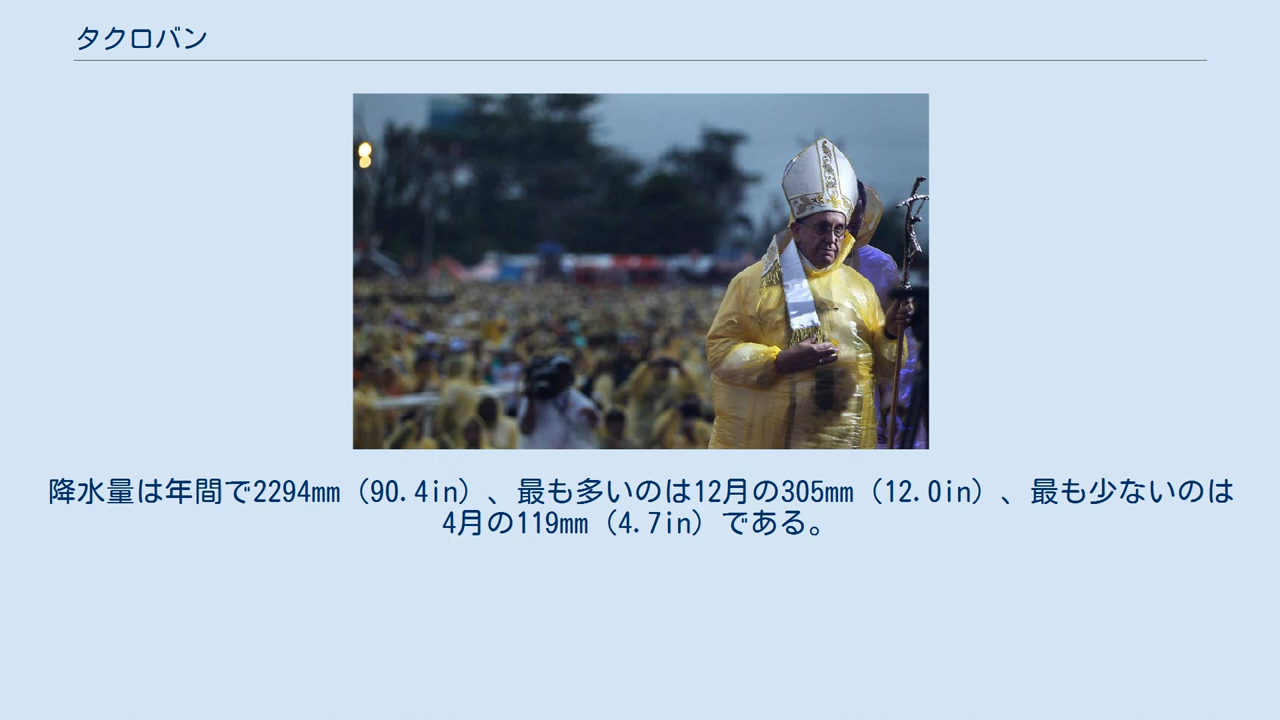 タクロバン
降水量は年間で2294mm（90.4in）、最も多いのは12月の305mm（12.0in）、最も少ないのは
4月の119mm（4.7in）である。